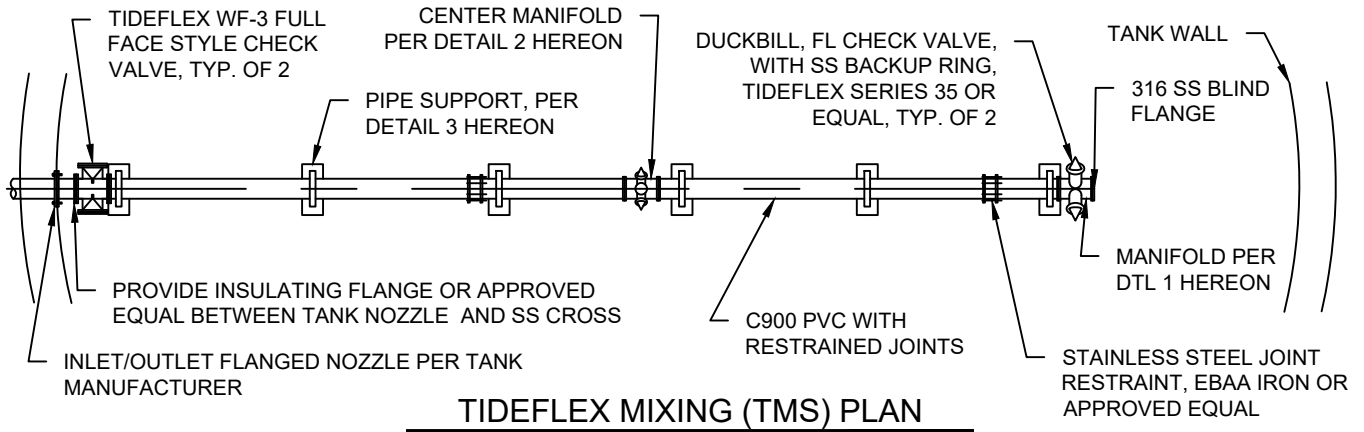 TIDEFLEX WF-3 FULL
FACE STYLE CHECK
VALVE, TYP. OF 2
CENTER MANIFOLD
PER DETAIL 2 HEREON
DUCKBILL, FL CHECK VALVE,
WITH SS BACKUP RING,
TIDEFLEX SERIES 35 OR
EQUAL, TYP. OF 2
TANK WALL
316 SS BLIND
FLANGE
PIPE SUPPORT, PER
DETAIL 3 HEREON
MANIFOLD PER
DTL 1 HEREON
PROVIDE INSULATING FLANGE OR APPROVED
EQUAL BETWEEN TANK NOZZLE AND SS CROSS
C900 PVC WITH
RESTRAINED JOINTS
INLET/OUTLET FLANGED NOZZLE PER TANK
MANUFACTURER
STAINLESS STEEL JOINT
RESTRAINT, EBAA IRON OR
APPROVED EQUAL
TIDEFLEX MIXING (TMS) PLAN